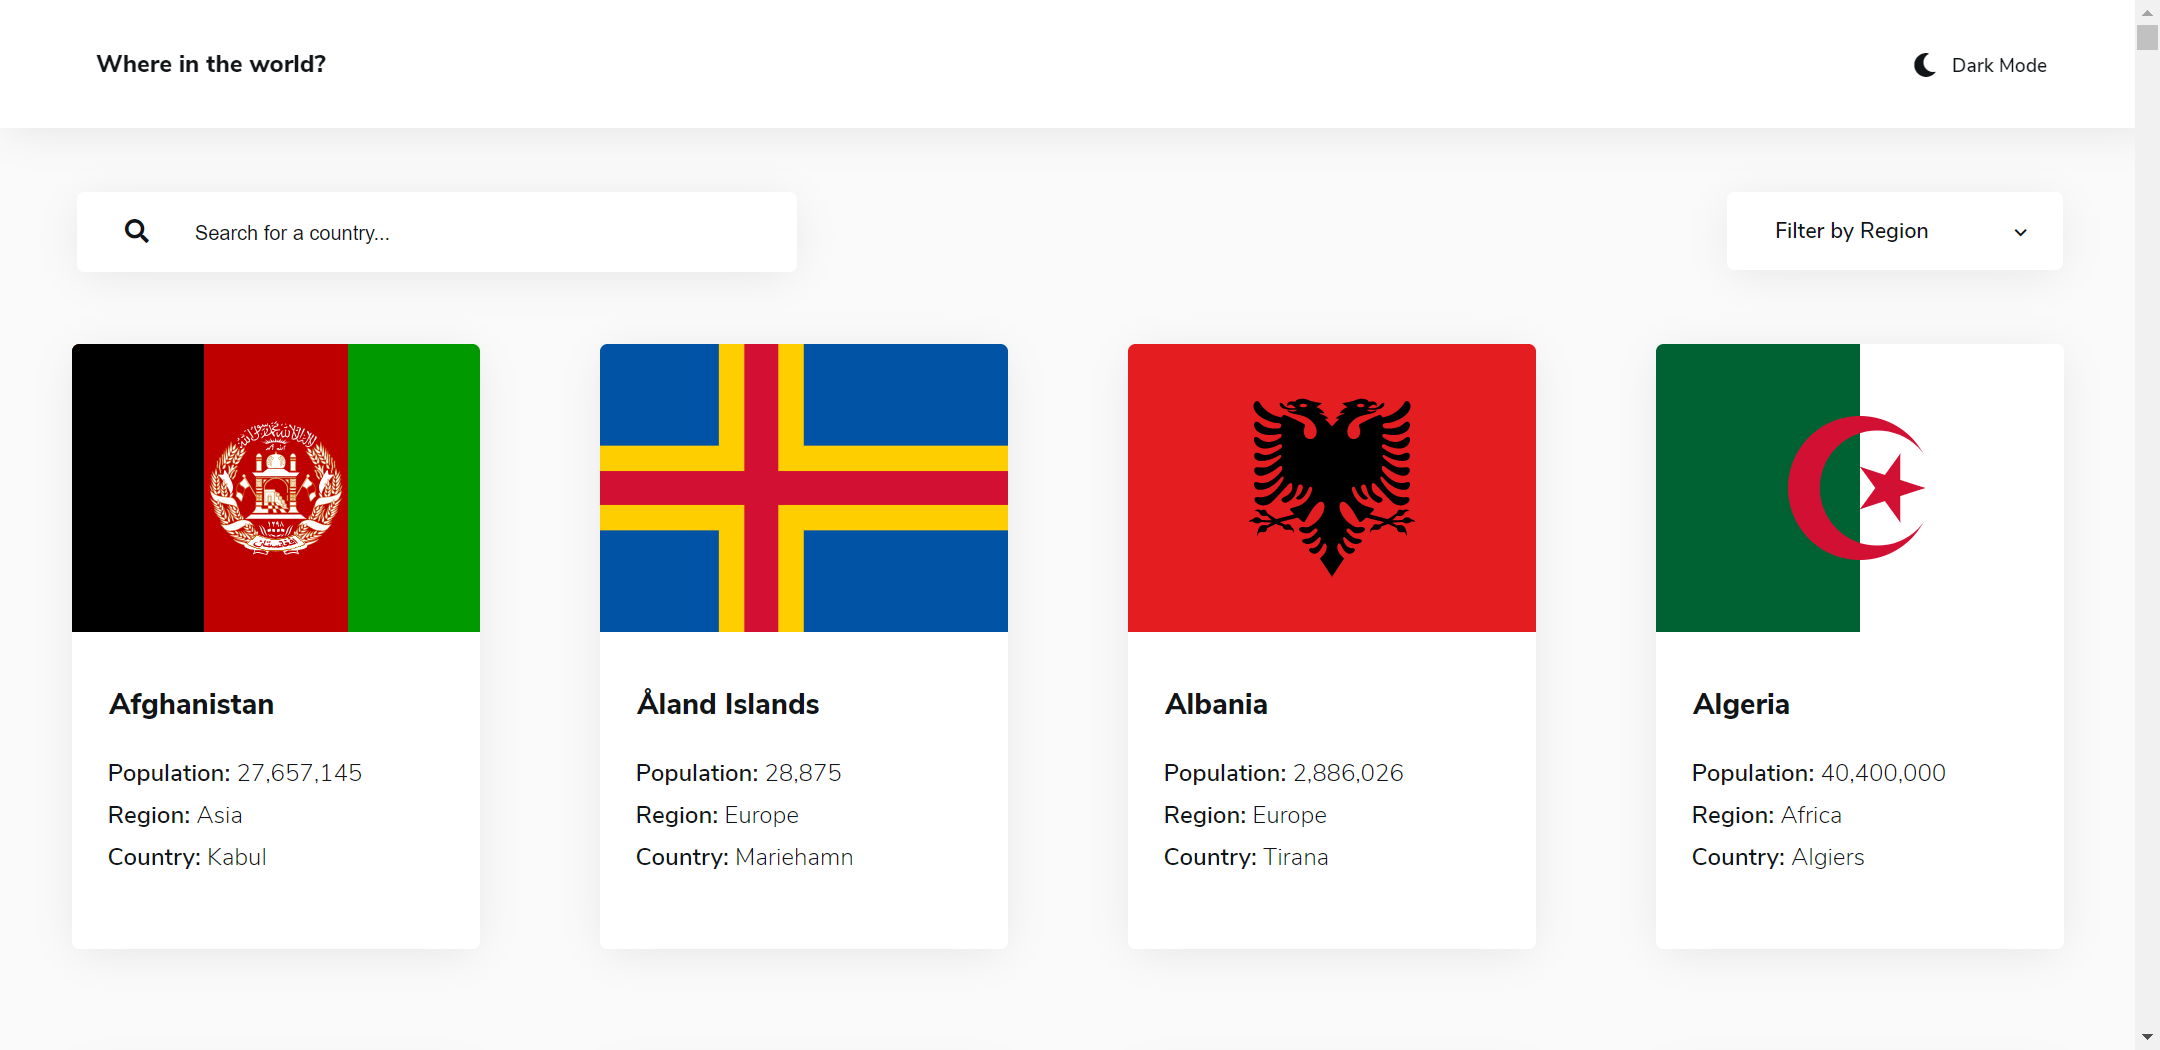 Where in the world?
Dark Mode
Search for a country...
Filter by Region
Afghanistan
Population: 27,657,145
Region: Asia
Country: Kabul
Åland Islands
Population: 28,875
Region: Europe
Country: Mariehamn
Albania
Population: 2,886,026
Region: Europe
Country: Tirana
Algeria
Population: 40,400,000
Region: Africa
Country: Algiers